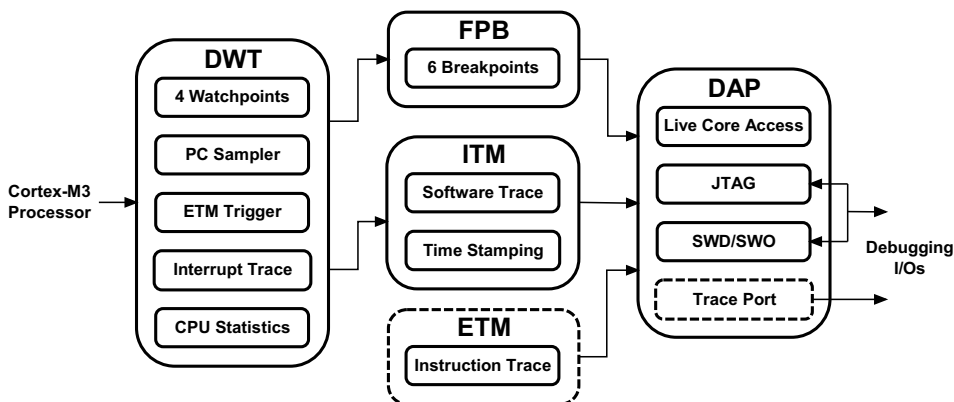 Cortex-M3
Processor
DWT
4 Watchpoints
PC Sampler
ETM Trigger
Interrupt Trace
CPU Statistics
FPB
6 Breakpoints
ITM
Software Trace
Time Stamping
ETM
Instruction Trace
DAP
Live Core Access
JTAG
SWD/SWO
Trace Port
Debugging
I/Os